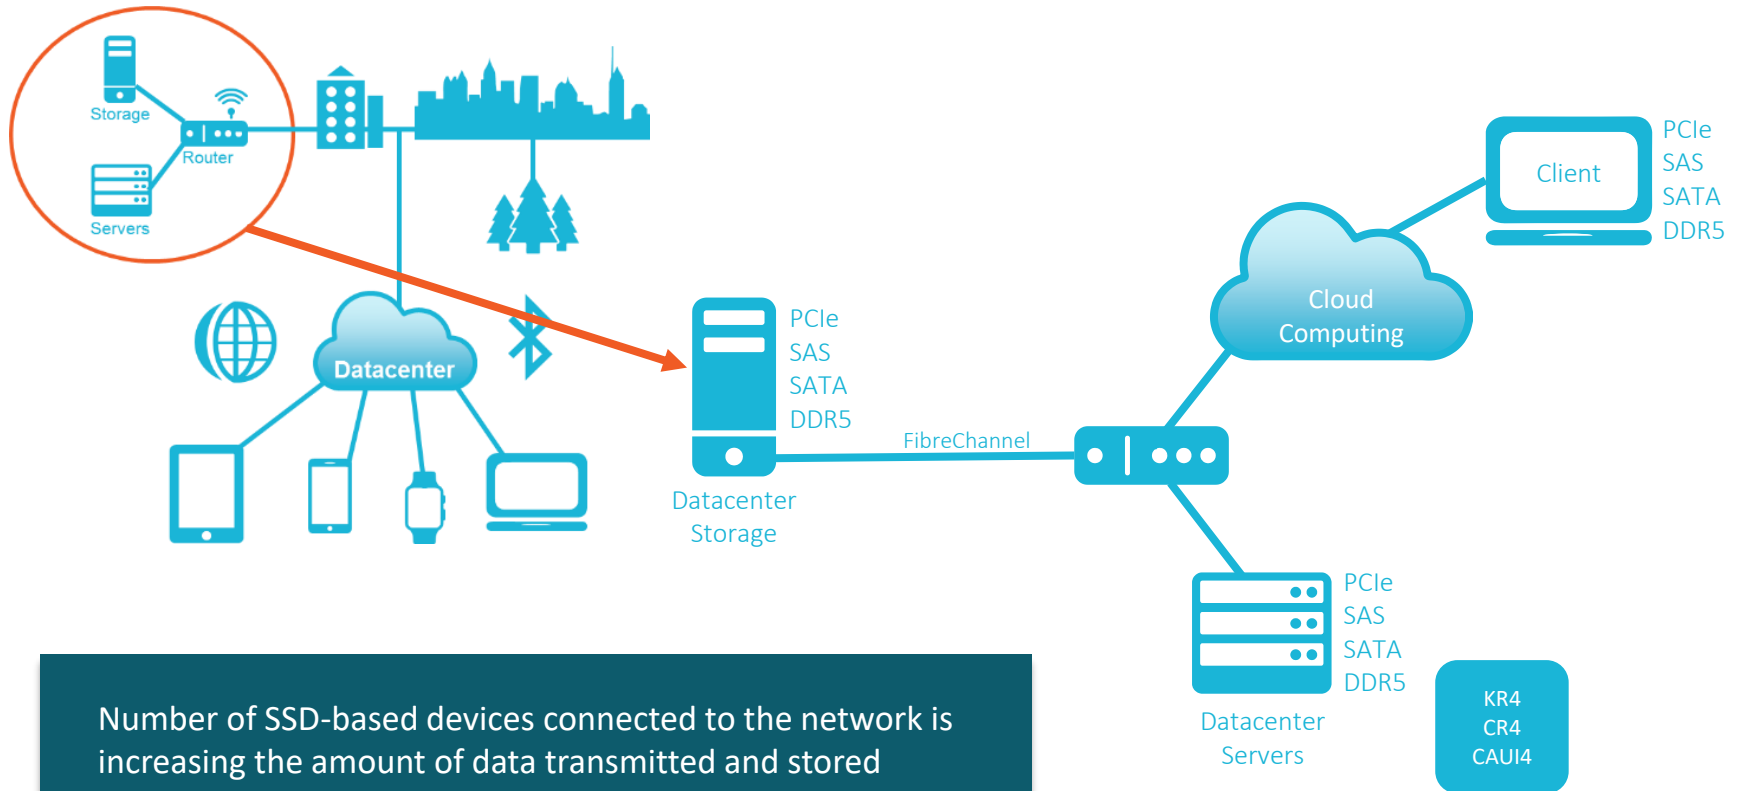 Storage
Router
Servers
Datacenter
PCIe
SAS
SATA
DDR5
Datacenter
Storage
FibreChannel
Cloud
Computing
Client
PCIe
SAS
SATA
DDR5
PCIe
SAS
SATA
DDR5
Datacenter
Servers
KR4
CR4
CAUI4
Number of SSD-based devices connected to the network is
increasing the amount of data transmitted and stored